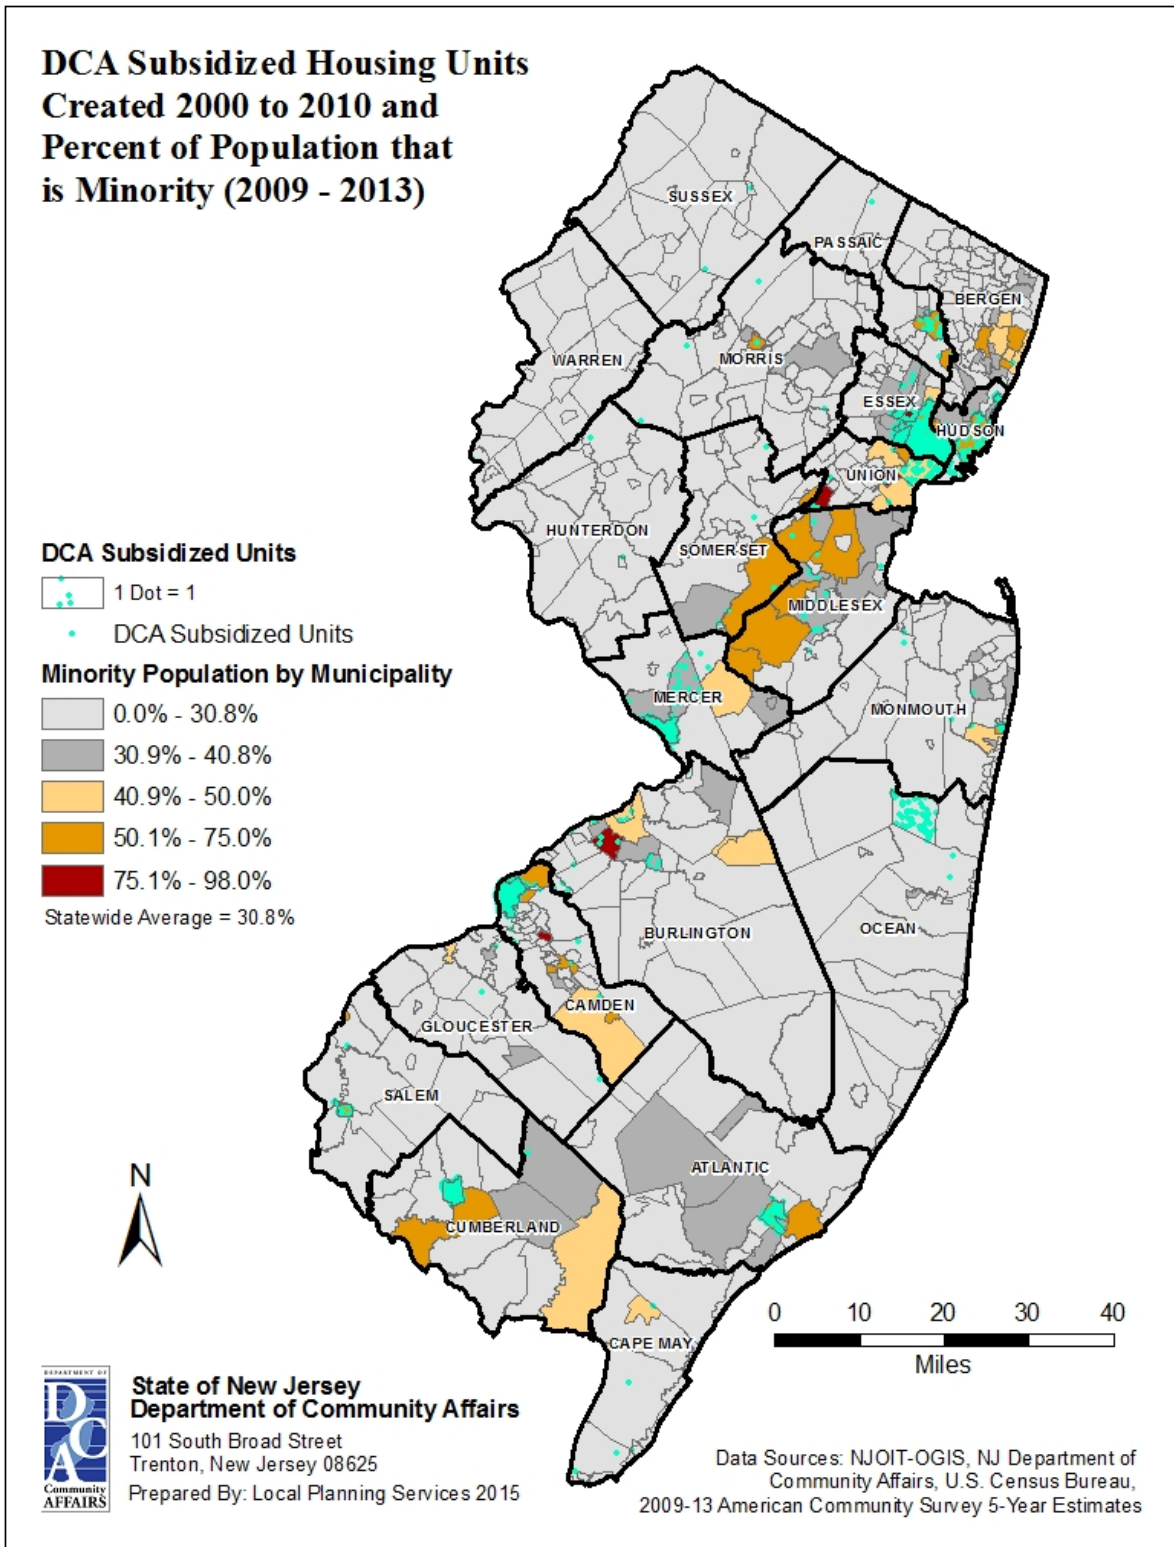 DCA Subsidized Housing Units
Created 2000 to 2010 and
Percent of Population that
is Minority (2009 - 2013)
SUSSEX
PASSAIC
BERGEN
WARREN
MORRIS
ESSEX
HUDSON
UNION
HUNTERDON
SOMERSET
MIDDLESEX
MERCER
MONMOUTH
BURLINGTON
OCEAN
CAMDEN
GLOUCESTER
SALEM
ATLANTIC
CUMBERLAND
CAPE MAY
DCA Subsidized Units
1 Dot = 1
DCA Subsidized Units
Minority Population by Municipality
0.0% - 30.8%
30.9% - 40.8%
40.9% - 50.0%
50.1% - 75.0%
75.1% - 98.0%
Statewide Average = 30.8%
N
0 10 20 30 40
Miles
DEPARTMENT OF
DCA
Community
AFFAIRS
State of New Jersey
Department of Community Affairs
101 South Broad Street
Trenton, New Jersey 08625
Prepared By: Local Planning Services 2015
Data Sources: NJOIT-OGIS, NJ Department of
Community Affairs, U.S. Census Bureau,
2009-13 American Community Survey 5-Year Estimates